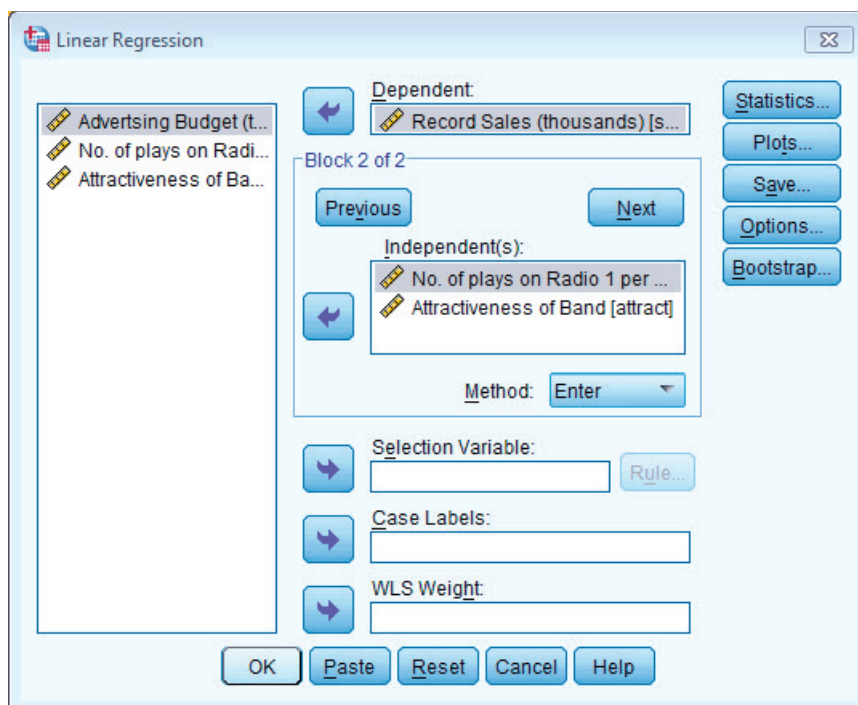 Linear Regression
Advertsing Budget (t...
No. of plays on Radi...
Attractiveness of Ba...
Dependent:
Record Sales (thousands) [s...
Block 2 of 2
Previous
Next
Independent(s):
No. of plays on Radio 1 per ...
Attractiveness of Band [attract]
Method: Enter
Selection Variable:
Rule...
Case Labels:
WLS Weight:
Statistics...
Plots...
Save...
Options...
Bootstrap...
OK Paste Reset Cancel Help